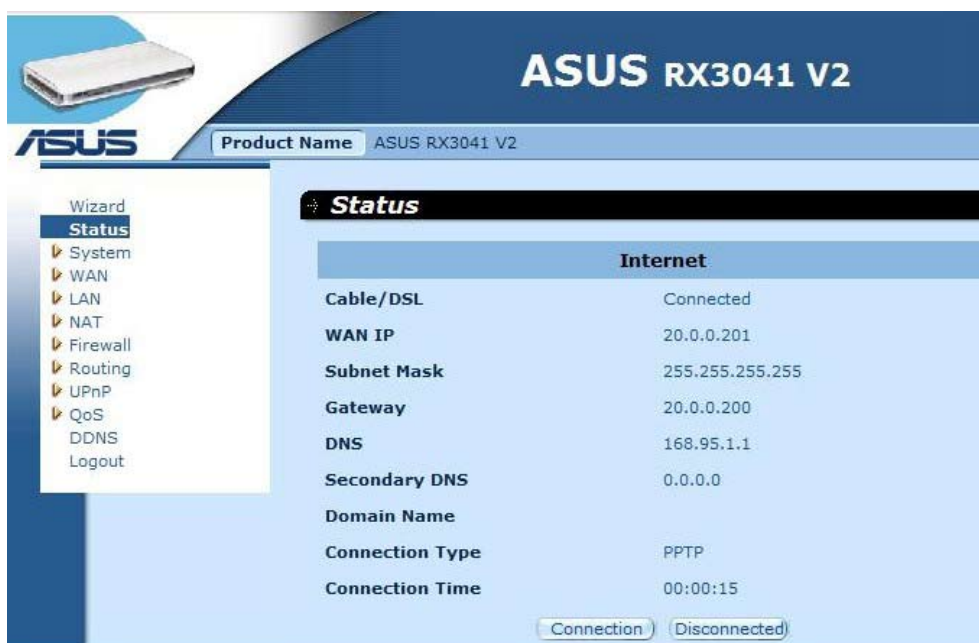 ASUS RX3041 V2
ASUS
Product Name ASUS RX3041 V2
Wizard
Status
System
WAN
LAN
NAT
Firewall
Routing
UPnP
QoS
DDNS
Logout
Status
Internet
Cable/DSL Connected
WAN IP 20.0.0.201
Subnet Mask 255.255.255.255
Gateway 20.0.0.200
DNS 168.95.1.1
Secondary DNS 0.0.0.0
Domain Name
Connection Type PPTP
Connection Time 00:00:15
Connection Disconnected